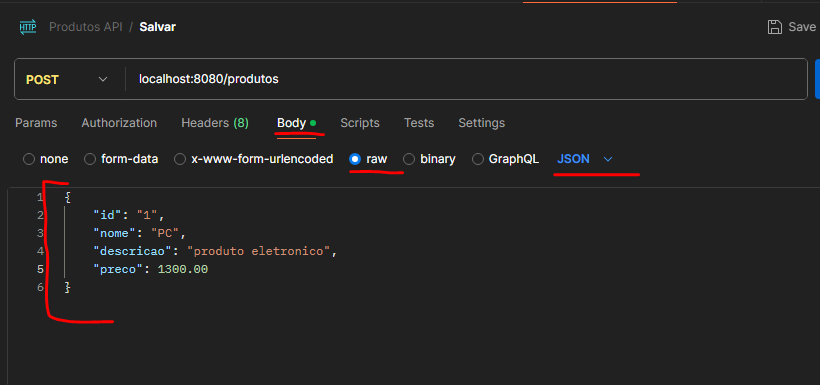 HTTP Produtos API / Salvar Save
POST localhost:8080/produtos
Params Authorization Headers (8) Body Scripts Tests Settings
none form-data x-www-form-urlencoded raw binary GraphQL JSON
1 {
2 "id": "1",
3 "nome": "PC",
4 "descricao": "produto eletronico",
5 "preco": 1300.00
6 }